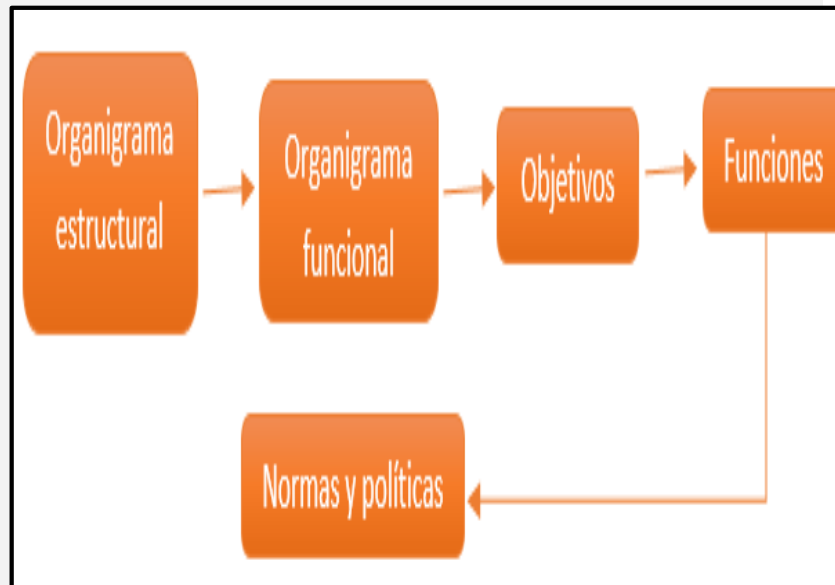 Organigrama
estructural
Organigrama
funcional
Objetivos
Funciones
Normas y políticas